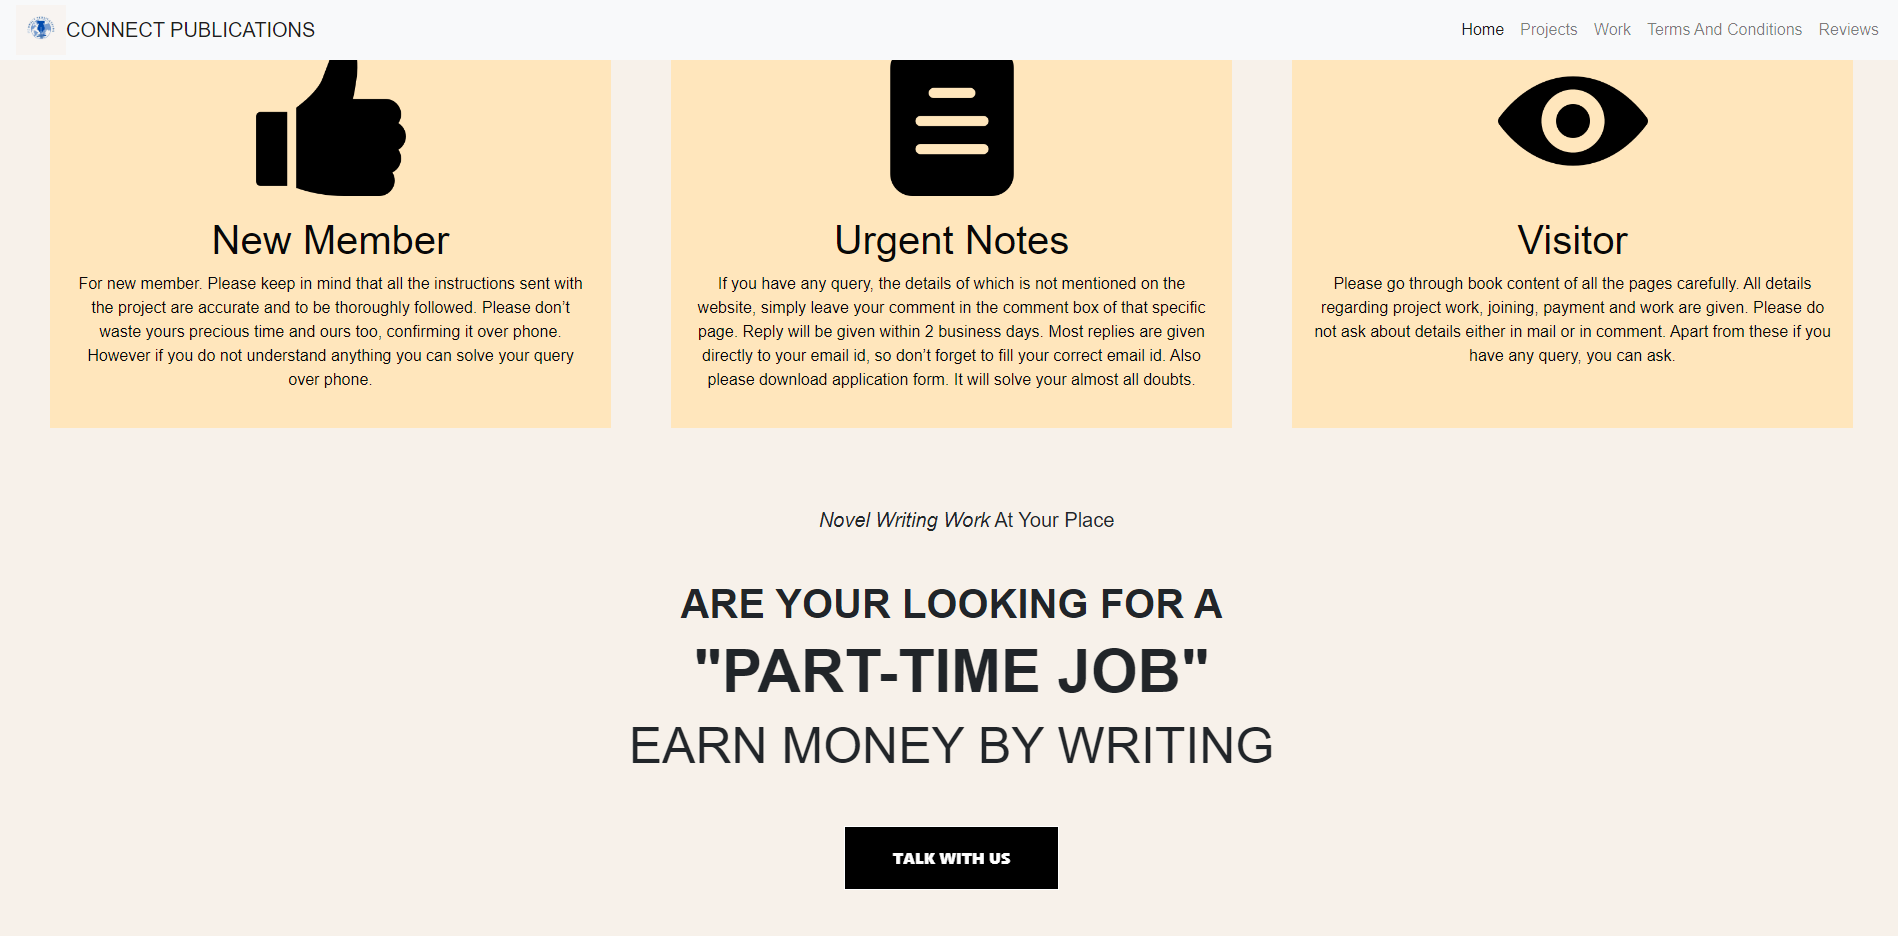 CONNECT PUBLICATIONS
Home Projects Work Terms And Conditions Reviews
New Member
For new member. Please keep in mind that all the instructions sent with
the project are accurate and to be thoroughly followed. Please don’t
waste yours precious time and ours too, confirming it over phone.
However if you do not understand anything you can solve your query
over phone.
Urgent Notes
If you have any query, the details of which is not mentioned on the
website, simply leave your comment in the comment box of that specific
page. Reply will be given within 2 business days. Most replies are given
directly to your email id, so don’t forget to fill your correct email id. Also
please download application form. It will solve your almost all doubts.
Visitor
Please go through book content of all the pages carefully. All details
regarding project work, joining, payment and work are given. Please do
not ask about details either in mail or in comment. Apart from these if you
have any query, you can ask.
Novel Writing Work At Your Place
ARE YOUR LOOKING FOR A
"PART-TIME JOB"
EARN MONEY BY WRITING
TALK WITH US